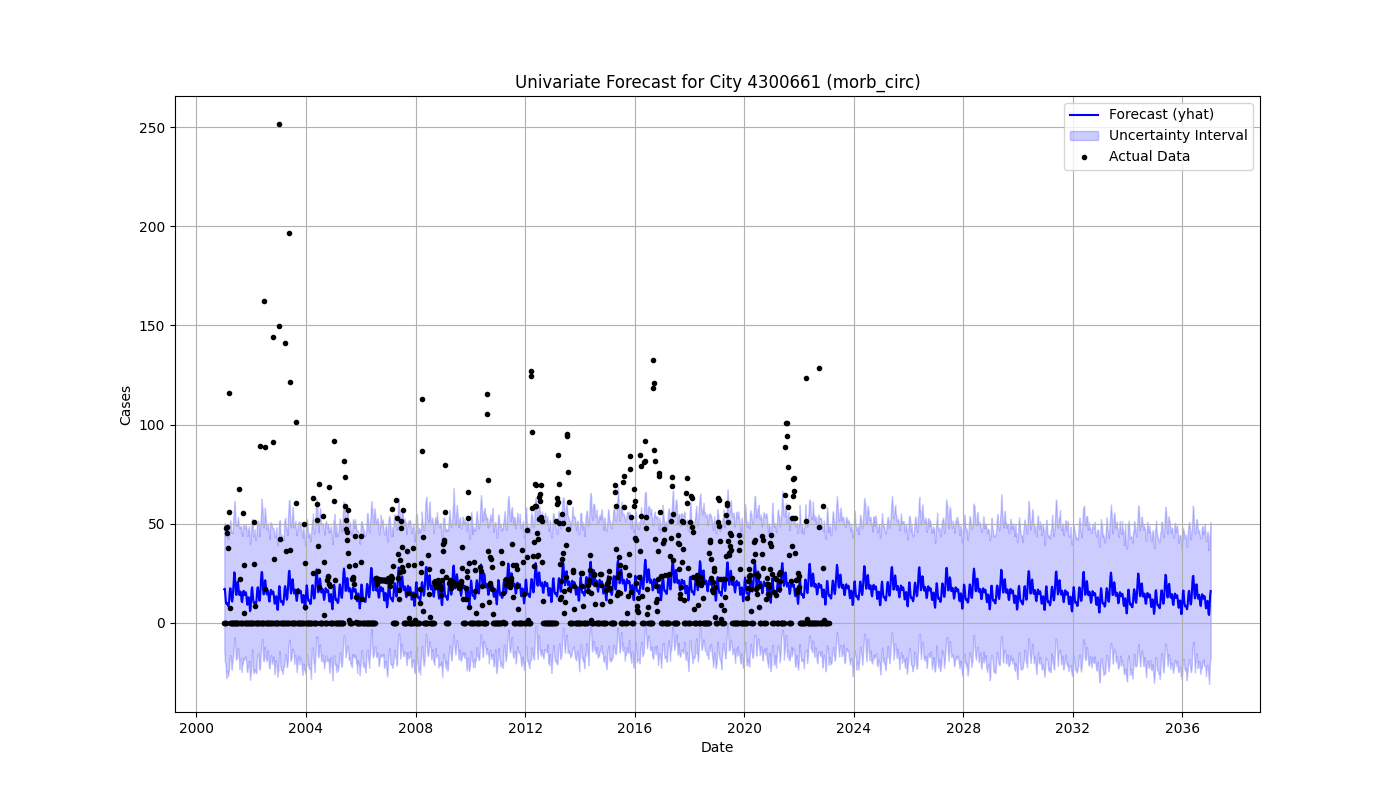 Univariate Forecast for City 4300661 (morb_circ)
Forecast (yhat)
Uncertainty Interval
Actual Data
250
200
150
100
50
0
Cases
2000 2004 2008 2012 2016 2020 2024 2028 2032 2036
Date